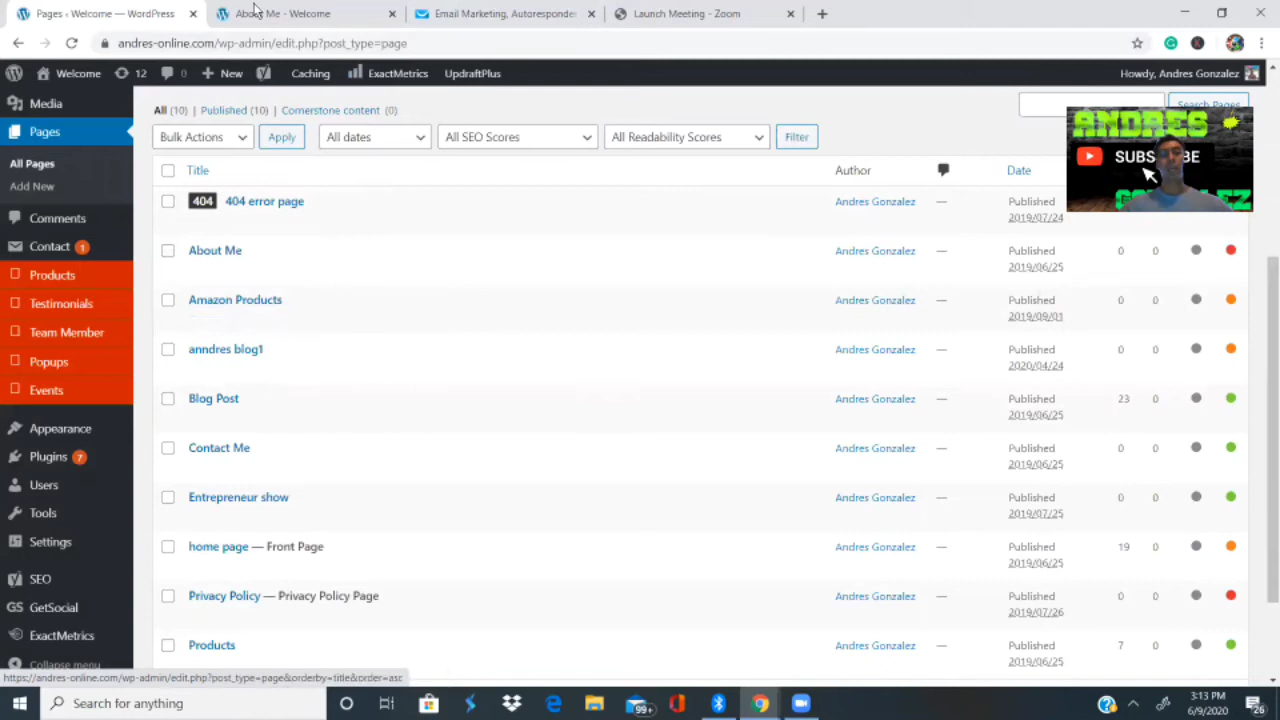 Pages ‹ Welcome — WordPress
About Me - Welcome
Email Marketing, Autoresponder
Launch Meeting - Zoom
andres-online.com/wp-admin/edit.php?post_type=page
Welcome
12
0
New
Caching
ExactMetrics
UpdraftPlus
Howdy, Andres Gonzalez
Media
Pages
All Pages
Add New
Comments
Contact 1
Products
Testimonials
Team Member
Popups
Events
Appearance
Plugins 7
Users
Tools
Settings
SEO
GetSocial
ExactMetrics
Collapse menu
All (10) | Published (10) | Cornerstone content (0)
Search Pages
Bulk Actions
Apply
All dates
All SEO Scores
All Readability Scores
Filter
ANDRES
GONZALEZ
Title
Author
Date
404 404 error page
Andres Gonzalez
—
Published
2019/07/24
About Me
Andres Gonzalez
—
Published
2019/06/25
0
0
Amazon Products
Andres Gonzalez
—
Published
2019/09/01
0
0
anndres blog1
Andres Gonzalez
—
Published
2020/04/24
0
0
Blog Post
Andres Gonzalez
—
Published
2019/06/25
23
0
Contact Me
Andres Gonzalez
—
Published
2019/06/25
0
0
Entrepreneur show
Andres Gonzalez
—
Published
2019/07/25
0
0
home page — Front Page
Andres Gonzalez
—
Published
2019/06/25
19
0
Privacy Policy — Privacy Policy Page
Andres Gonzalez
—
Published
2019/07/26
0
0
Products
Andres Gonzalez
—
Published
2019/06/25
7
0
https://andres-online.com/wp-admin/edit.php?post_type=page&orderby=title&order=asc
Type here to search
Search for anything
99+
3:13 PM
6/9/2020
26